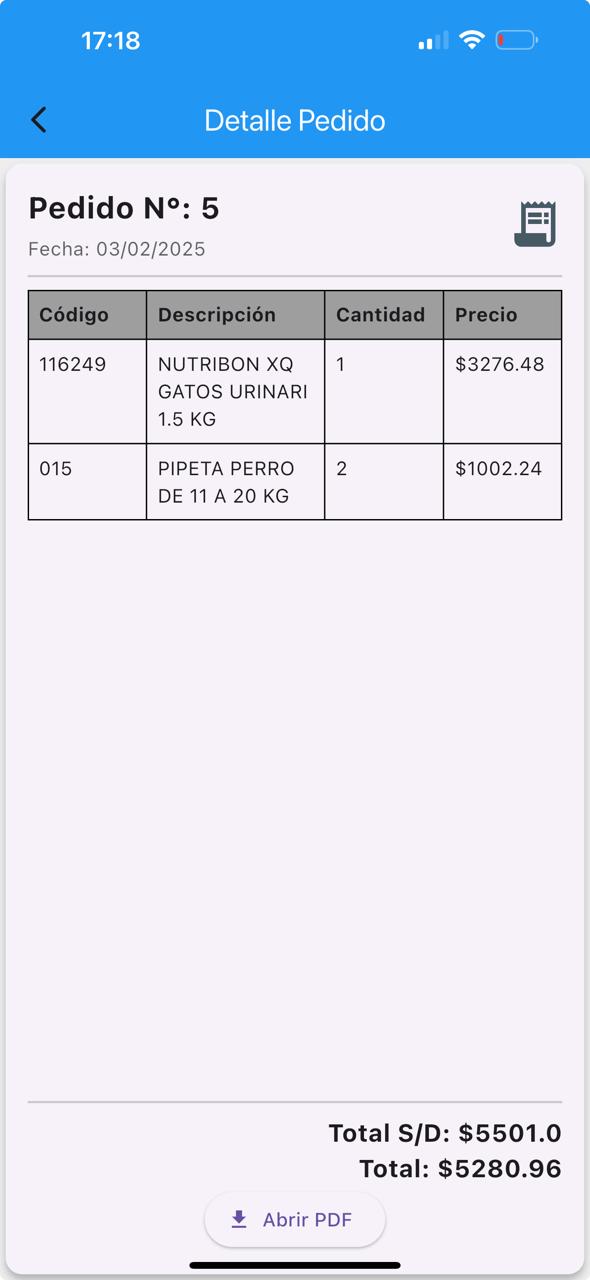 17:18
Detalle Pedido
Pedido Nº: 5
Fecha: 03/02/2025
Código Descripción Cantidad Precio
116249 NUTRIBON XQ 1 $3276.48
GATOS URINARI
1.5 KG
015 PIPETA PERRO 2 $1002.24
DE 11 A 20 KG
Total S/D: $5501.0
Total: $5280.96
Abrir PDF